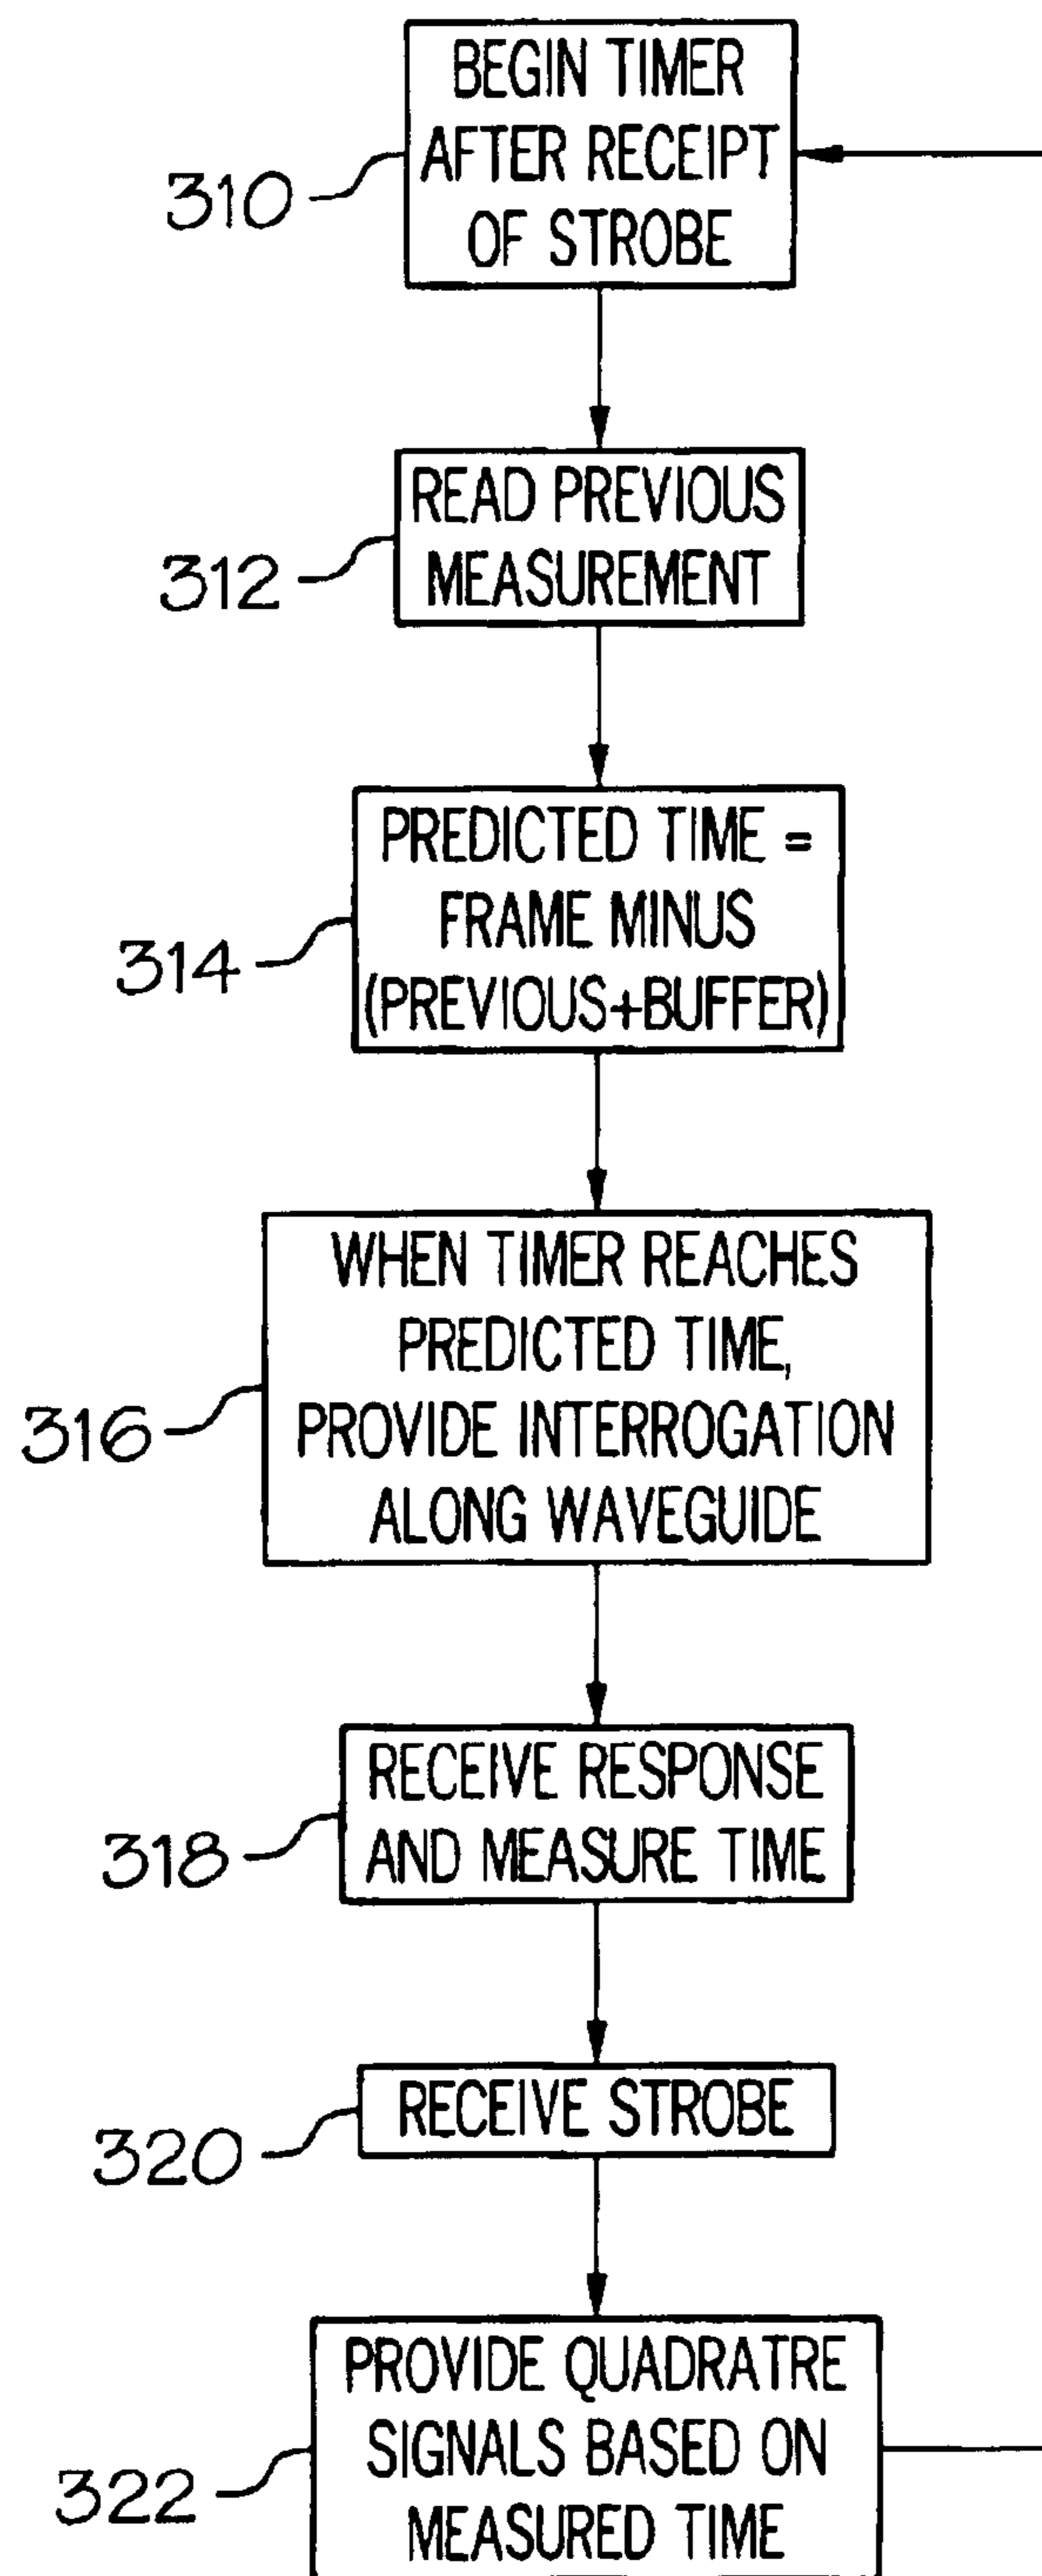 BEGIN TIMER
AFTER RECEIPT
OF STROBE
310
READ PREVIOUS
MEASUREMENT
312
PREDICTED TIME =
FRAME MINUS
(PREVIOUS+BUFFER)
314
WHEN TIMER REACHES
PREDICTED TIME,
PROVIDE INTERROGATION
ALONG WAVEGUIDE
316
RECEIVE RESPONSE
AND MEASURE TIME
318
RECEIVE STROBE
320
PROVIDE QUADRATRE
SIGNALS BASED ON
MEASURED TIME
322